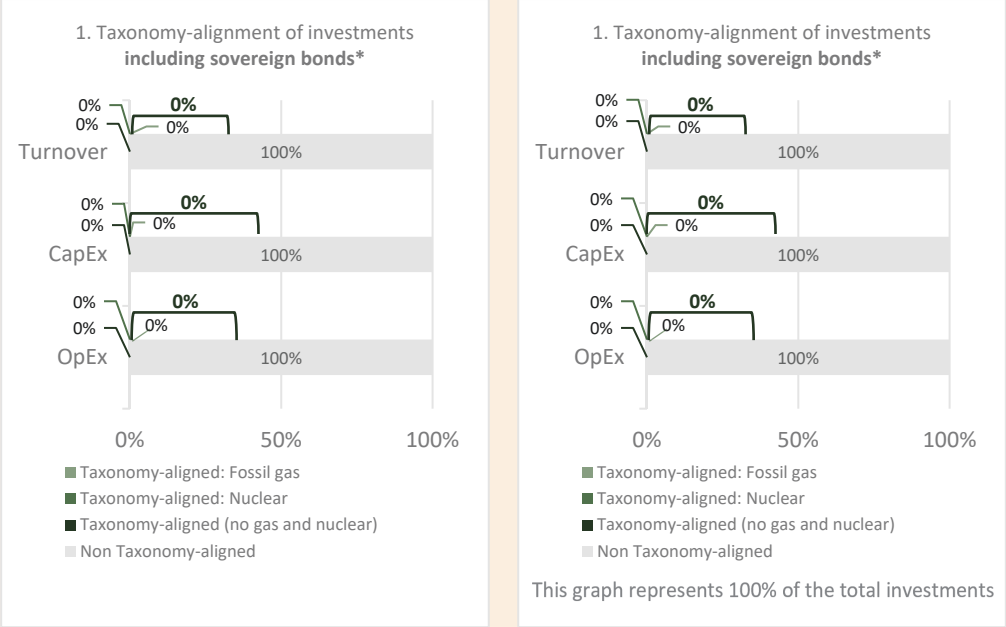 1. Taxonomy-alignment of investments
including sovereign bonds*
0%
0%
0%
0%
Turnover
100%
0%
0%
0%
0%
CapEx
100%
0%
0%
0%
0%
OpEx
100%
0%
50%
100%
Taxonomy-aligned: Fossil gas
Taxonomy-aligned: Nuclear
Taxonomy-aligned (no gas and nuclear)
Non Taxonomy-aligned
1. Taxonomy-alignment of investments
including sovereign bonds*
0%
0%
0%
0%
Turnover
100%
0%
0%
0%
0%
CapEx
100%
0%
0%
0%
0%
OpEx
100%
0%
50%
100%
Taxonomy-aligned: Fossil gas
Taxonomy-aligned: Nuclear
Taxonomy-aligned (no gas and nuclear)
Non Taxonomy-aligned
This graph represents 100% of the total investments